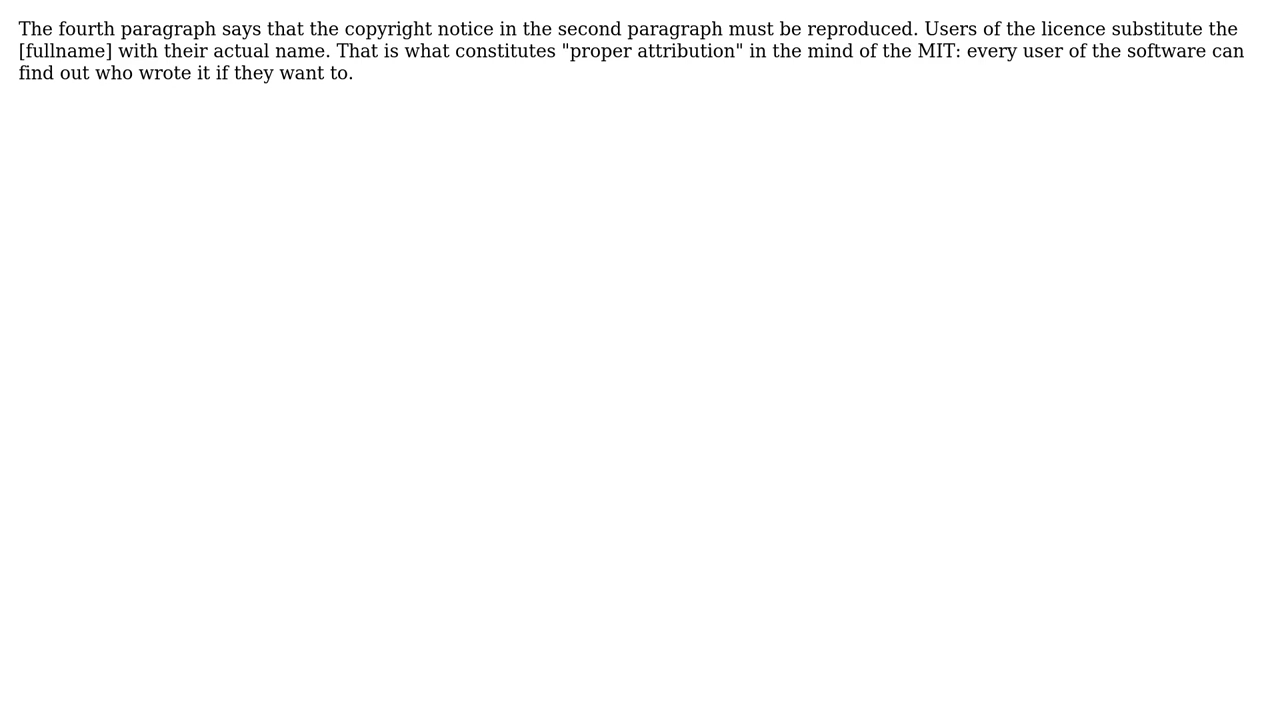 The fourth paragraph says that the copyright notice in the second paragraph must be reproduced. Users of the licence substitute the
[fullname] with their actual name. That is what constitutes "proper attribution" in the mind of the MIT: every user of the software can
find out who wrote it if they want to.